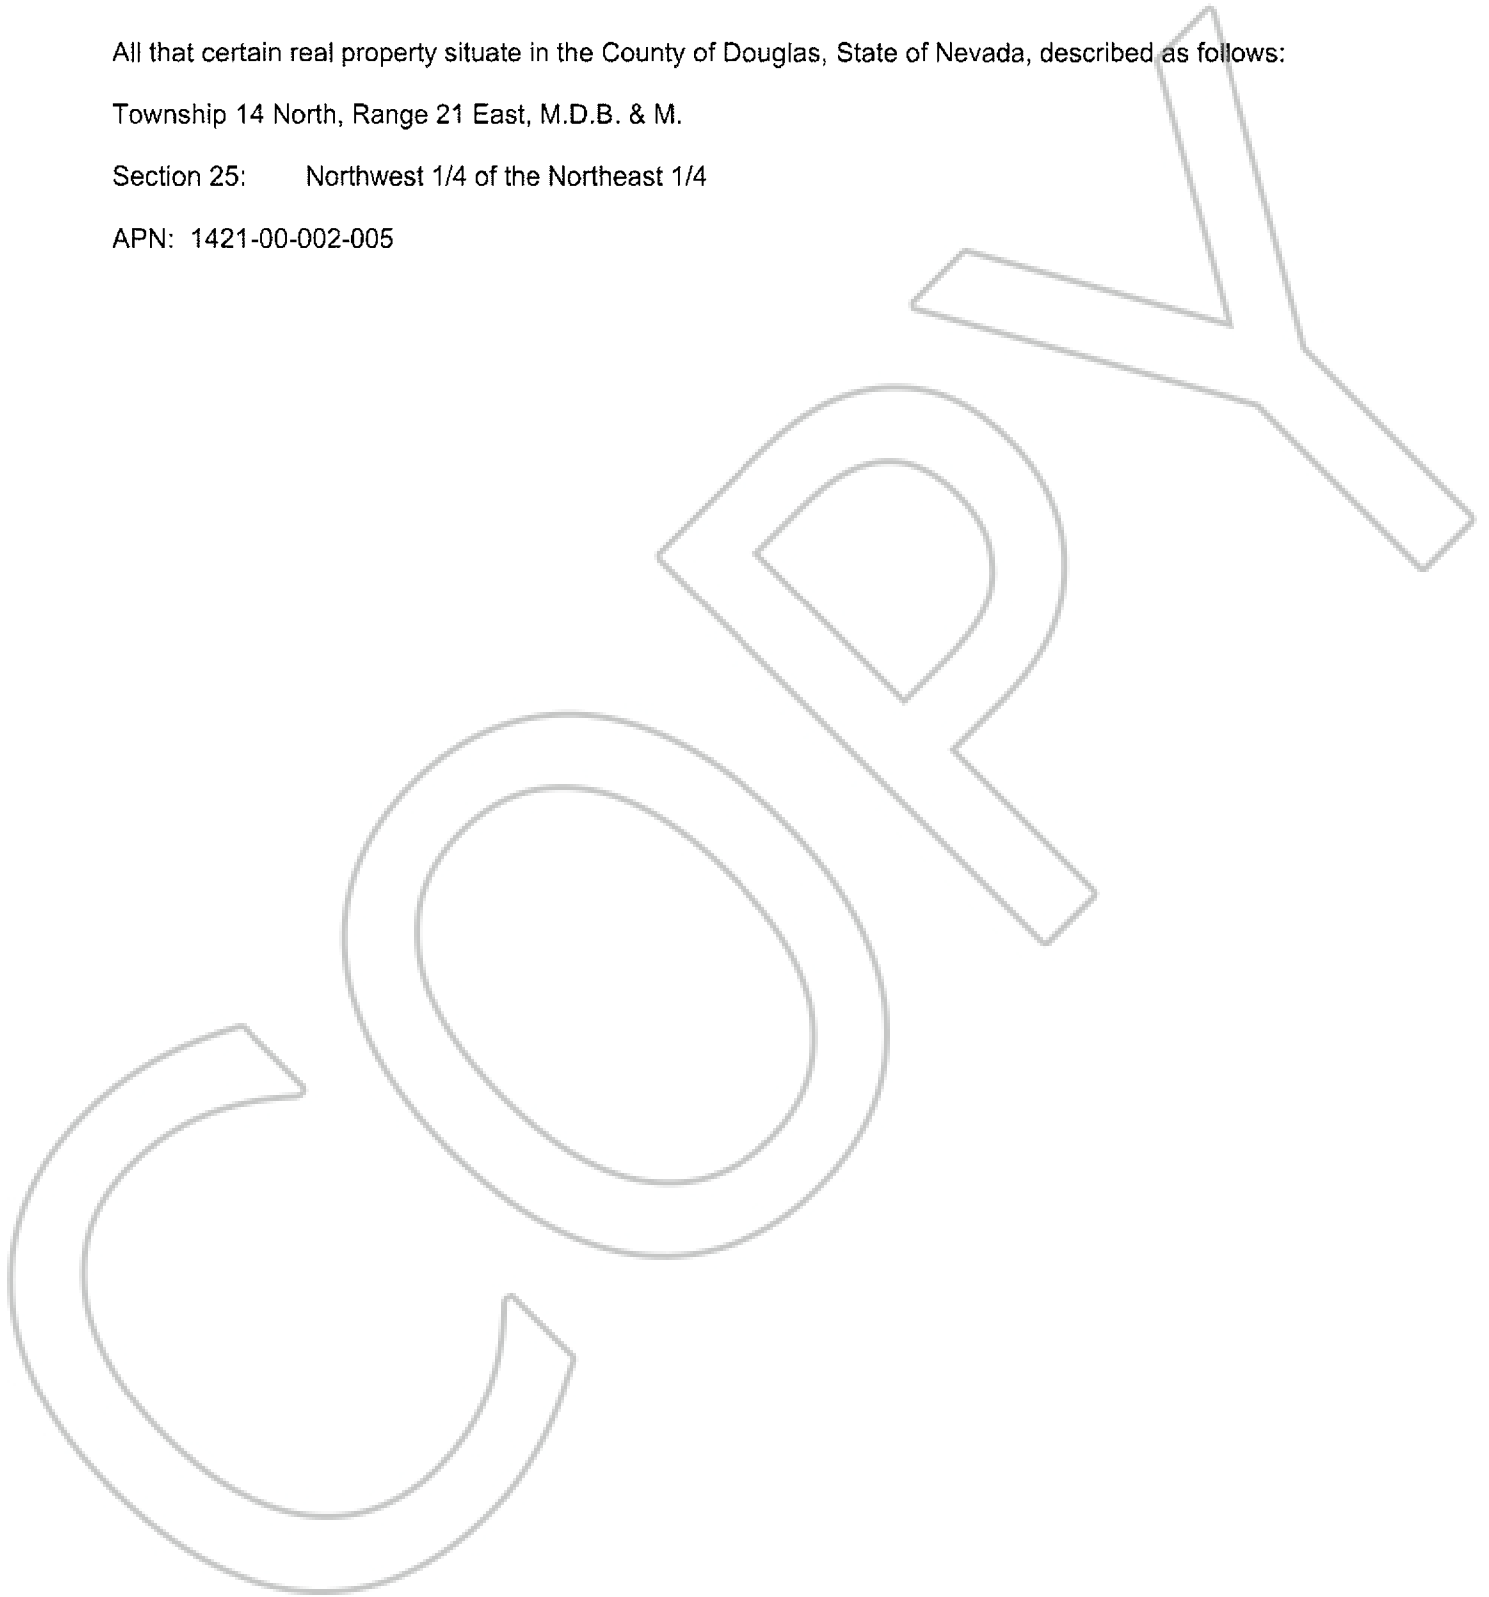 All that certain real property situate in the County of Douglas, State of Nevada, described as follows:
Township 14 North, Range 21 East, M.D.B. & M.
Section 25: Northwest 1/4 of the Northeast 1/4
APN: 1421-00-002-005
COPY